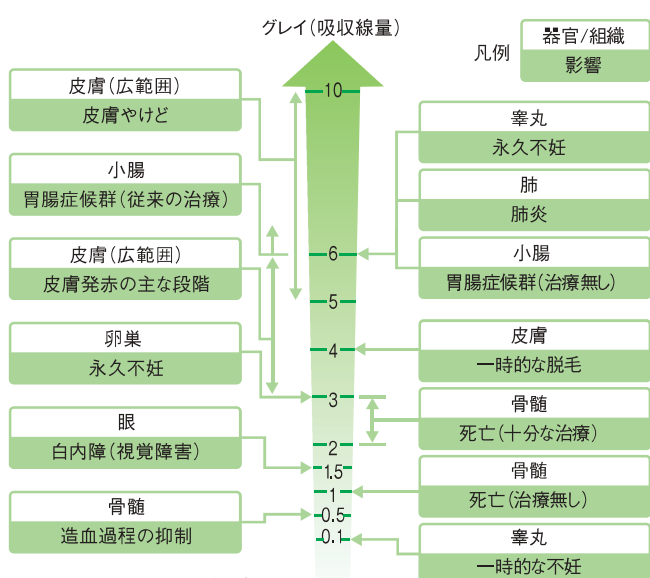 グレイ(吸収線量)
凡例
器官/組織
影響
皮膚(広範囲)
皮膚やけど
小腸
胃腸症候群(従来の治療)
皮膚(広範囲)
皮膚発赤の主な段階
卵巣
永久不妊
眼
白内障(視覚障害)
骨髄
造血過程の抑制
10
6
5
4
3
2
1.5
1
0.5
0.1
睾丸
永久不妊
肺
肺炎
小腸
胃腸症候群(治療無し)
皮膚
一時的な脱毛
骨髄
死亡(十分な治療)
骨髄
死亡(治療無し)
睾丸
一時的な不妊